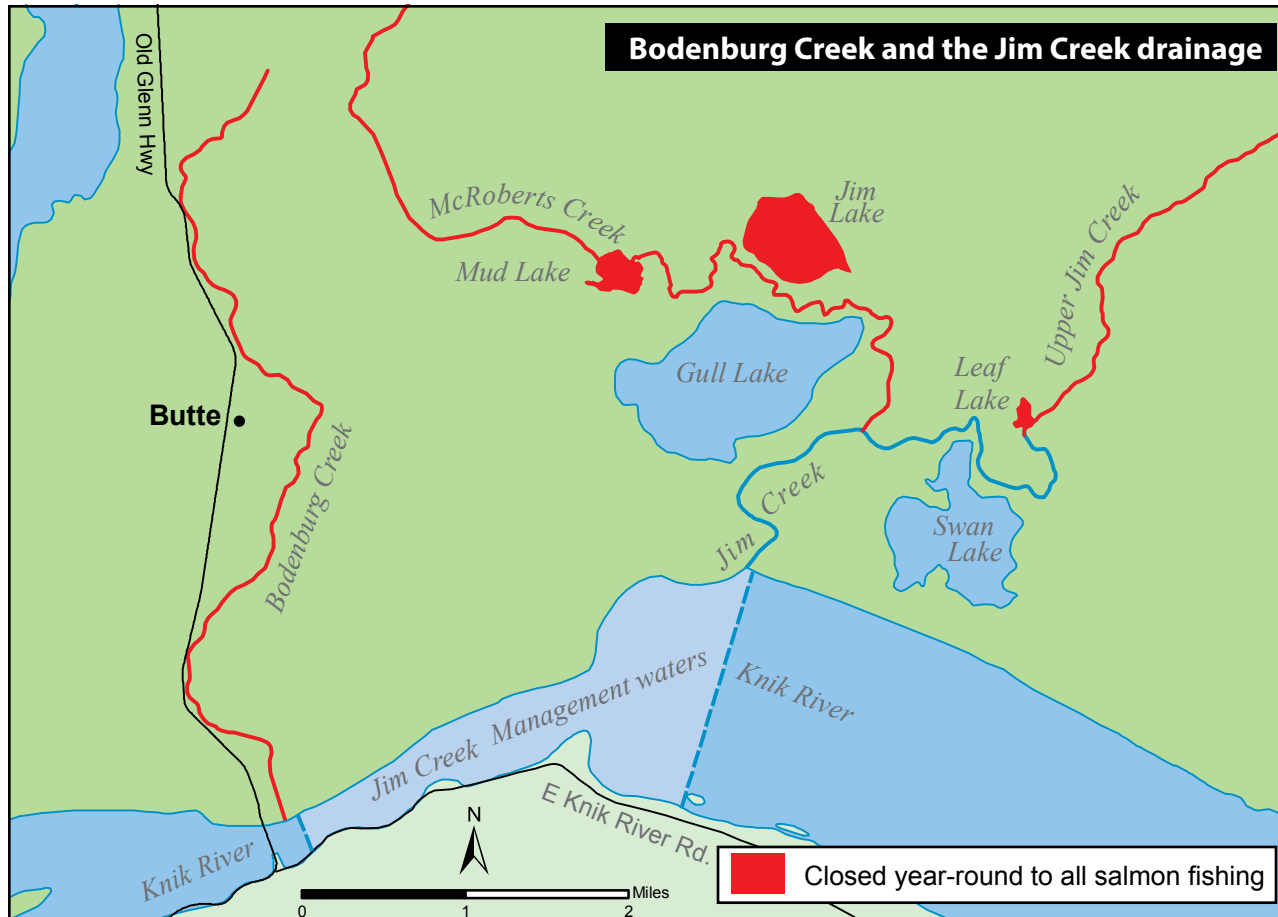 Bodenburg Creek and the Jim Creek drainage
Old Glenn Hwy
McRoberts Creek
Jim
Lake
Mud Lake
Upper Jim Creek
Gull Lake
Leaf
Lake
Butte
Bodenburg Creek
Jim Creek
Swan
Lake
Knik River
Jim Creek Management waters
E Knik River Rd.
Knik River
N
Miles
0 1 2
Closed year-round to all salmon fishing